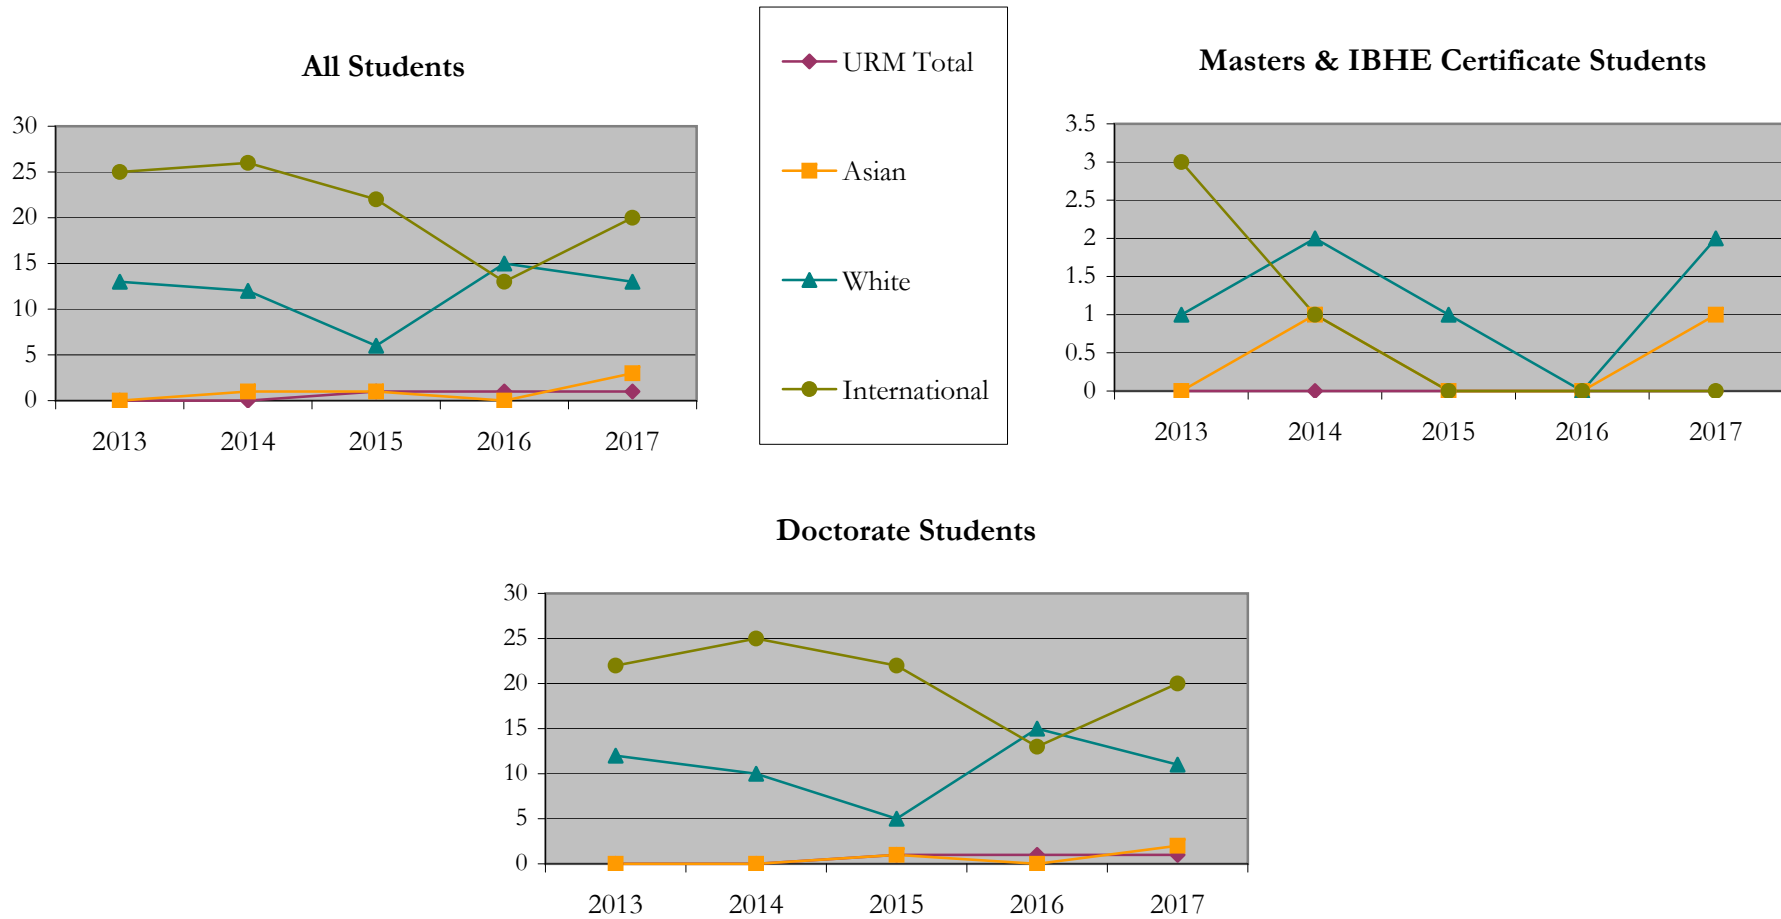 All Students
30
25
20
15
10
5
0
2013 2014 2015 2016 2017
URM Total
Asian
White
International
Masters & IBHE Certificate Students
3.5
3
2.5
2
1.5
1
0.5
0
2013 2014 2015 2016 2017
Doctorate Students
30
25
20
15
10
5
0
2013 2014 2015 2016 2017